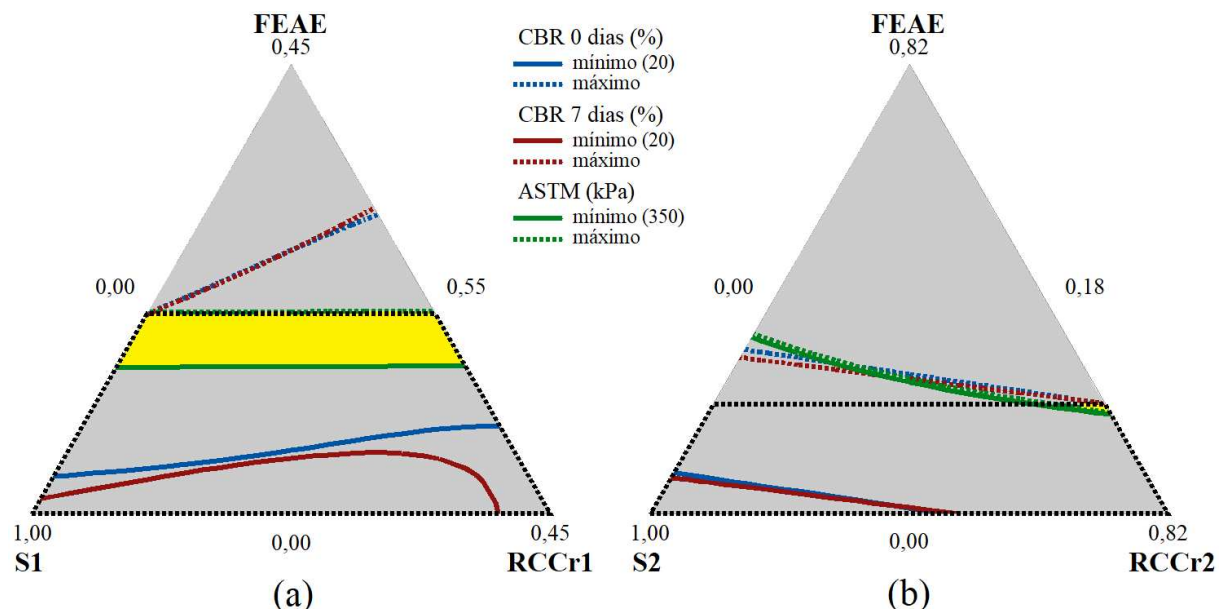 FEAE
0,45
0,00
0,55
1,00
S1
0,00
0,45
RCCr1
(a)
CBR 0 dias (%)
mínimo (20)
máximo
CBR 7 dias (%)
mínimo (20)
máximo
ASTM (kPa)
mínimo (350)
máximo
FEAE
0,82
0,00
0,18
1,00
S2
0,00
0,82
RCCr2
(b)